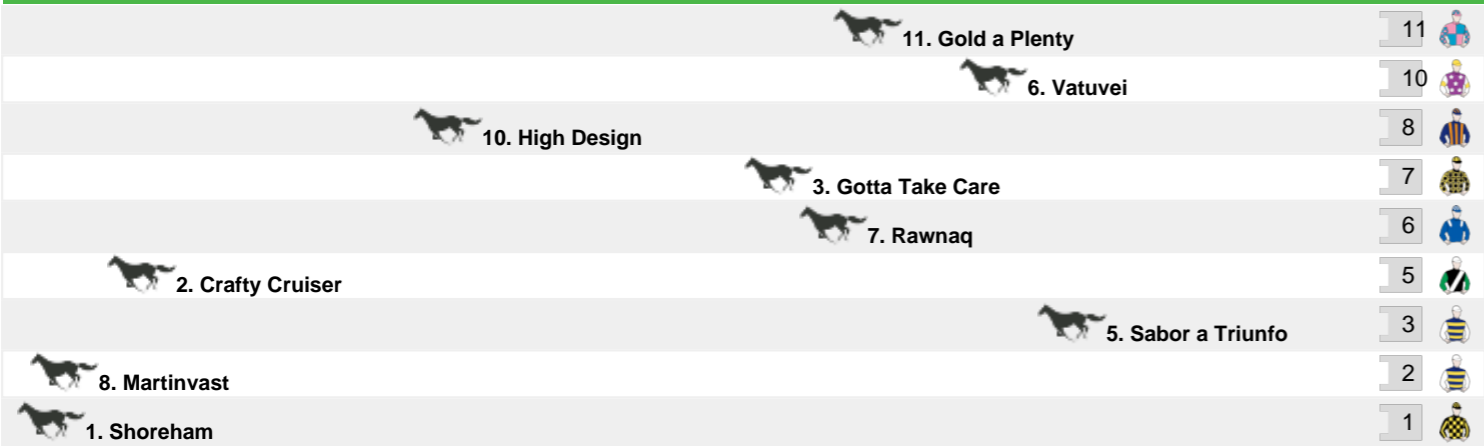 11. Gold a Plenty 11
6. Vatuvei 10
10. High Design 8
3. Gotta Take Care 7
7. Rawnaq 6
2. Crafty Cruiser 5
5. Sabor a Triunfo 3
8. Martinvast 2
1. Shoreham 1